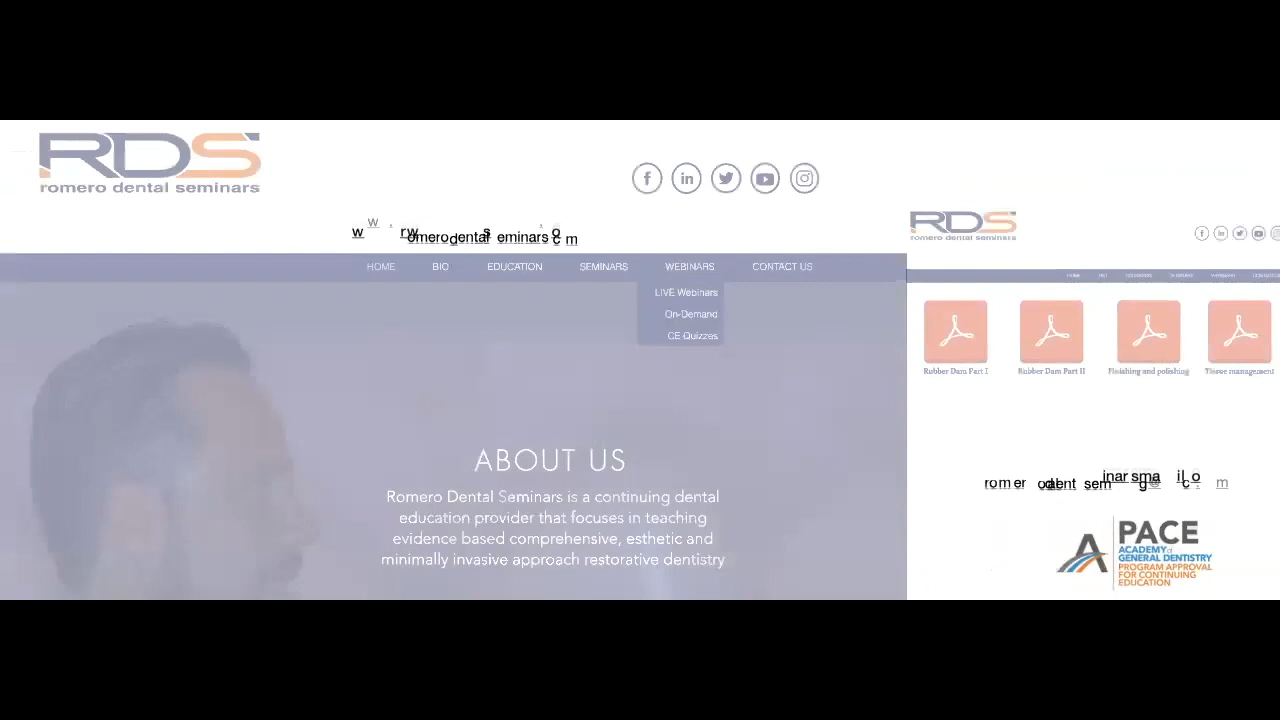 RDS
romero dental seminars
www.romerodentalseminars.com
HOME BIO EDUCATION SEMINARS WEBINARS CONTACT US
LIVE Webinars
On-Demand
CE Quizzes
ABOUT US
Romero Dental Seminars is a continuing dental
education provider that focuses in teaching
evidence based comprehensive, esthetic and
minimally invasive approach restorative dentistry
RDS
romero dental seminars
Rubber Dam Part I Rubber Dam Part II Finishing and polishing Tissue management
PACE
ACADEMY of
GENERAL DENTISTRY
PROGRAM APPROVAL
FOR CONTINUING
EDUCATION